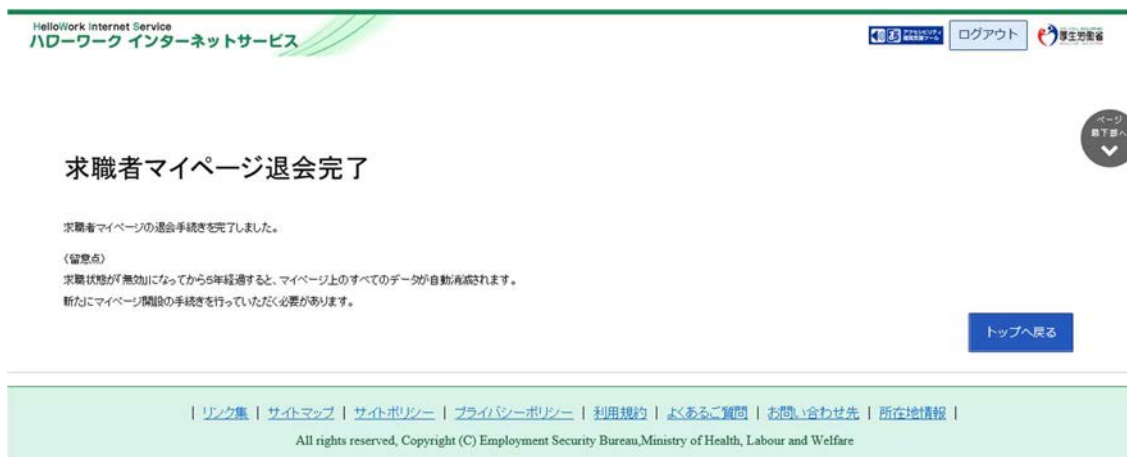 HelloWork Internet Service
ハローワーク インターネットサービス
ログアウト
厚生労働省
ページ
最下部へ
求職者マイページ退会完了
求職者マイページの退会手続きを完了しました。
〈留意点〉
求職状態が「無効」になってから5年経過すると、マイページ上のすべてのデータが自動消滅されます。
新たにマイページ開設の手続きを行っていただく必要があります。
トップへ戻る
| リンク集 | サイトマップ | サイトポリシー | プライバシーポリシー | 利用規約 | よくあるご質問 | お問い合わせ先 | 所在地情報 |
All rights reserved, Copyright (C) Employment Security Bureau,Ministry of Health, Labour and Welfare